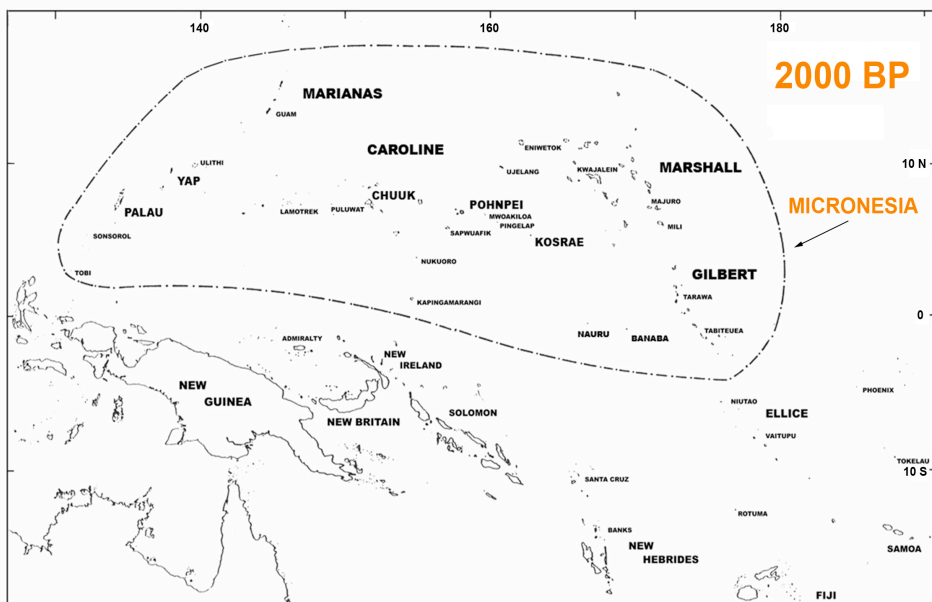 140
160
180
2000 BP
MARIANAS
GUAM
CAROLINE
ENIWETOK
10 N
ULITHI
UJELANG
KWAJALEIN
MARSHALL
YAP
CHUUK
PALAU
LAMOTREK
PULUWAT
POHNPEI
MWOAKILOA
MAJURO
MICRONESIA
PINGELAP
MILI
SAPWUAFIK
SONSOROL
KOSRAE
NUKUORO
TOBI
GILBERT
TARAWA
KAPINGAMARANGI
0
NAURU
BANABA
TABITEUEA
ADMIRALTY
NEW
IRELAND
NEW
GUINEA
PHOENIX
NIUTAO
NEW BRITAIN
SOLOMON
ELLICE
VAITUPU
TOKELAU
10 S
SANTA CRUZ
ROTUMA
BANKS
NEW
HEBRIDES
SAMOA
FIJI